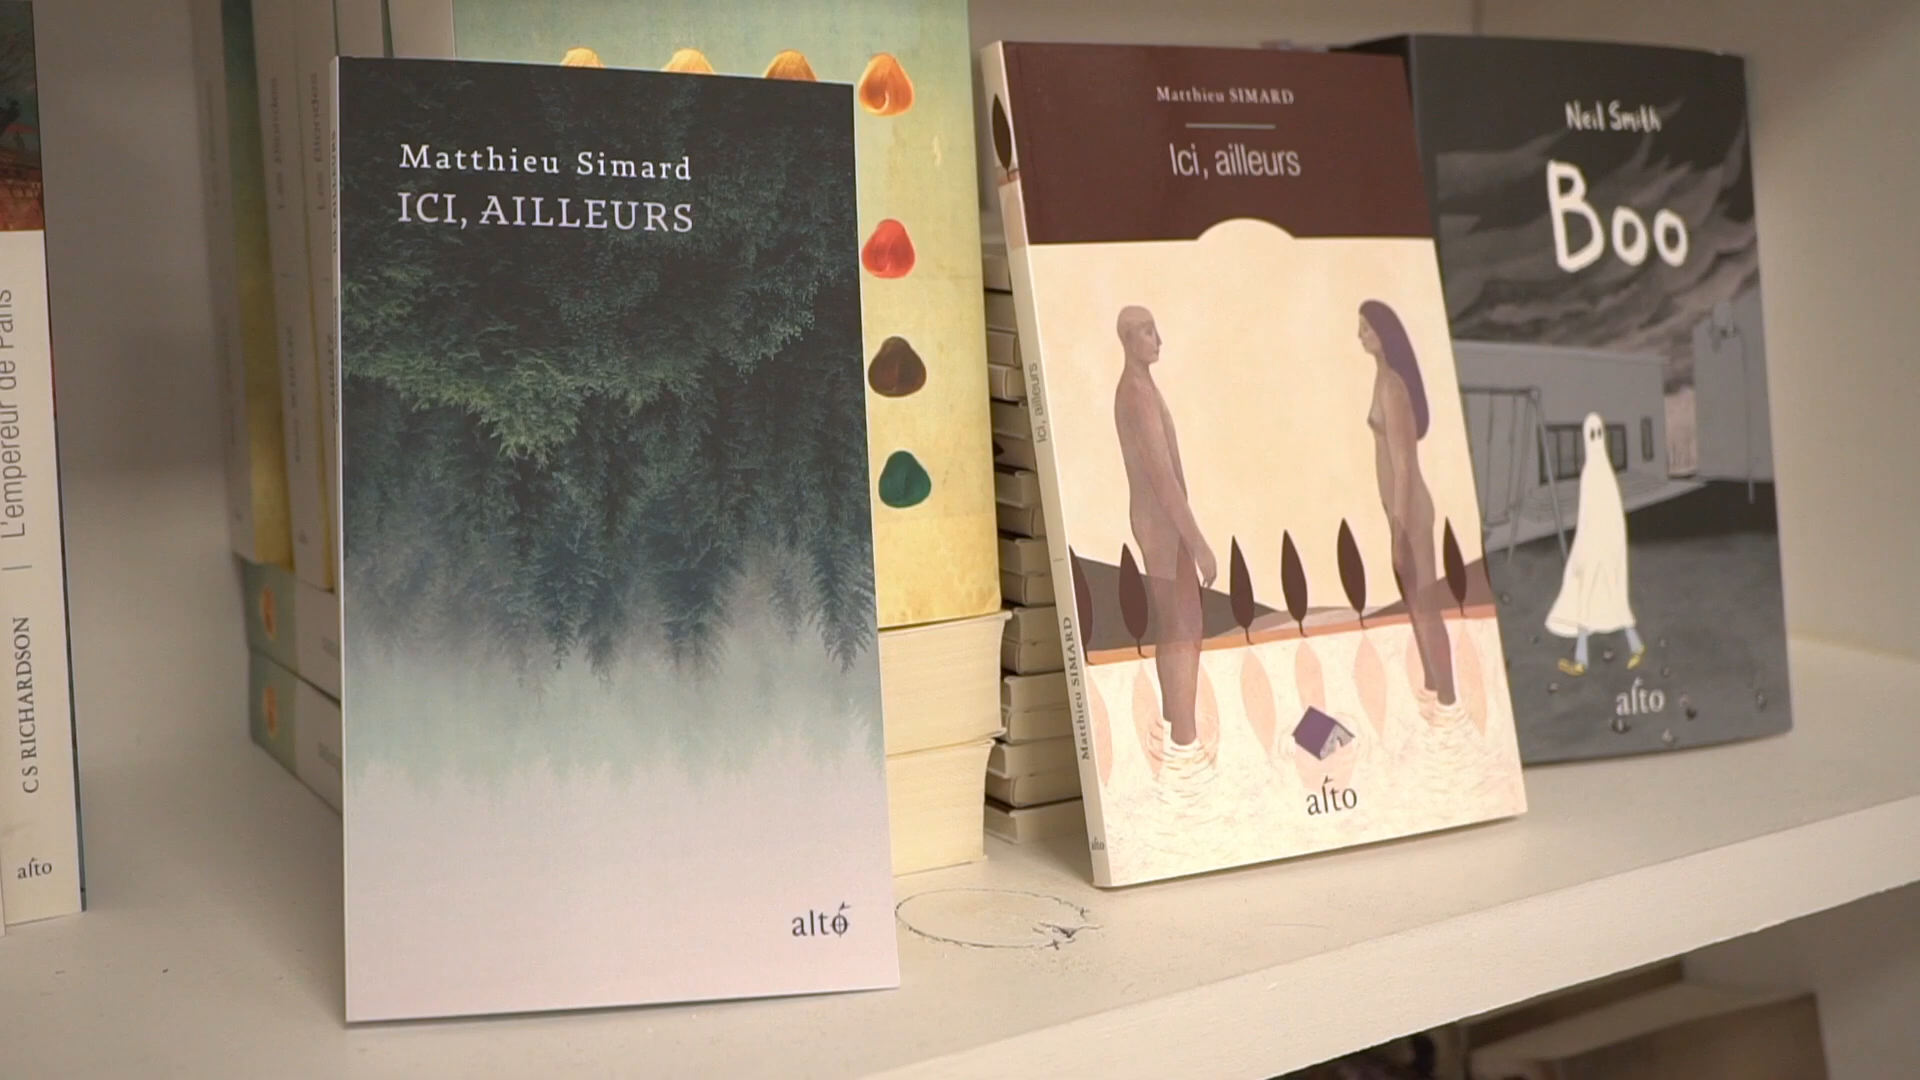 L'empereur de Paris
C S RICHARDSON
alto
Matthieu Simard
ICI, AILLEURS
alto
Ici, ailleurs
Matthieu SIMARD
alto
Matthieu SIMARD
Ici, ailleurs
alto
Neil Smith
Boo
alto